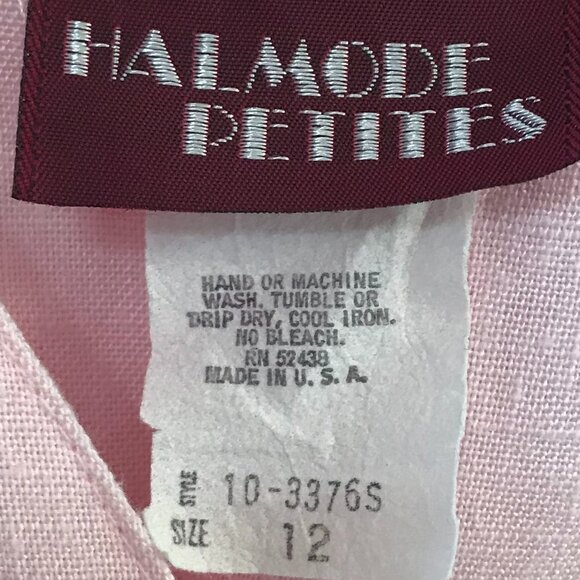 HALMODE
PETITES
HAND OR MACHINE
WASH. TUMBLE OR
DRIP DRY, COOL IRON.
NO BLEACH.
RN 52438
MADE IN U. S. A.
STYLE 10-3376S
SIZE 12